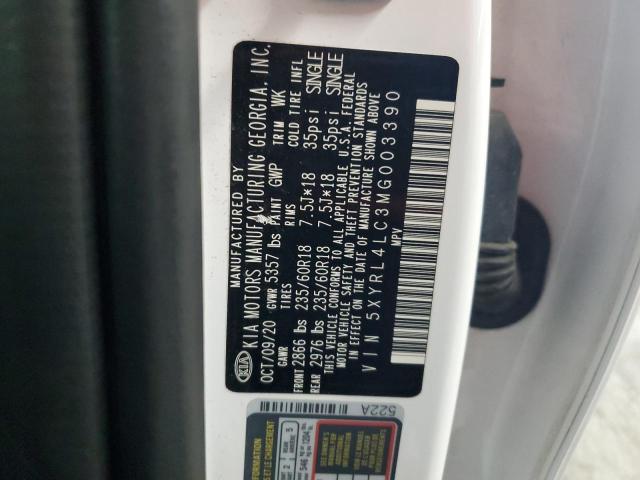 MANUFACTURED BY
KIA KIA MOTORS MANUFACTURING GEORGIA, INC.
OCT/09/20 GVWR 5357 lbs PAINT GWP TRIM WK
GAWR TIRES RIMS COLD TIRE INFL
FRONT 2866 lbs 235/60R18 7.5J*18 35psi SINGLE
REAR 2976 lbs 235/60R18 7.5J*18 35psi SINGLE
THIS VEHICLE CONFORMS TO ALL APPLICABLE U.S.A. FEDERAL
MOTOR VEHICLE SAFETY AND THEFT PREVENTION STANDARDS
IN EFFECT ON THE DATE OF MANUFACTURE SHOWN ABOVE
MPV
VIN 5XYRL4LC3MG003390
522A